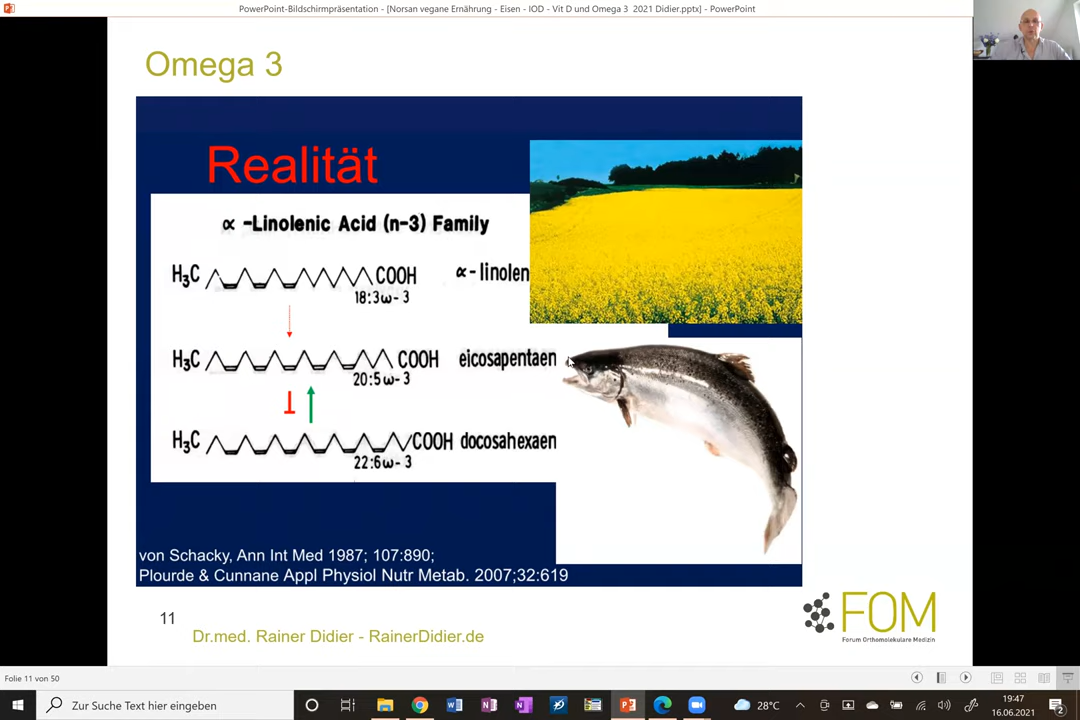 PowerPoint-Bildschirmpräsentation - [Norsan vegane Ernährung - Eisen - IOD - Vit D und Omega 3 2021 Didier.pptx] - PowerPoint
Omega 3
Realität
∝ -Linolenic Acid (n-3) Family
H₃C COOH ∝- linolen
18:3ω- 3
H₃C COOH eicosapentaen
20:5ω- 3
H₃C COOH docosahexaen
22:6ω- 3
von Schacky, Ann Int Med 1987; 107:890;
Plourde & Cunnane Appl Physiol Nutr Metab. 2007;32:619
11
Dr.med. Rainer Didier - RainerDidier.de
FOM
Forum Orthomolekulare Medizin
Folie 11 von 50
Zur Suche Text hier eingeben
28°C
19:47
16.06.2021
2